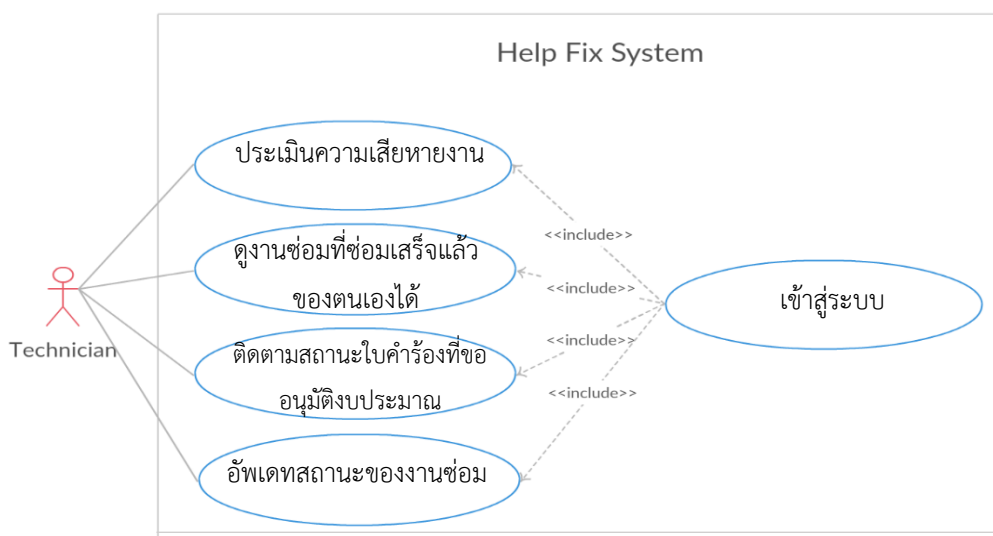 Help Fix System
ประเมินความเสียหายงาน
<<include>>
ดูงานซ่อมที่ซ่อมเสร็จแล้ว
ของตนเองได้
<<include>>
เข้าสู่ระบบ
Technician
ติดตามสถานะใบคำร้องที่ขอ
อนุมัติงบประมาณ
<<include>>
<<include>>
อัพเดทสถานะของงานซ่อม